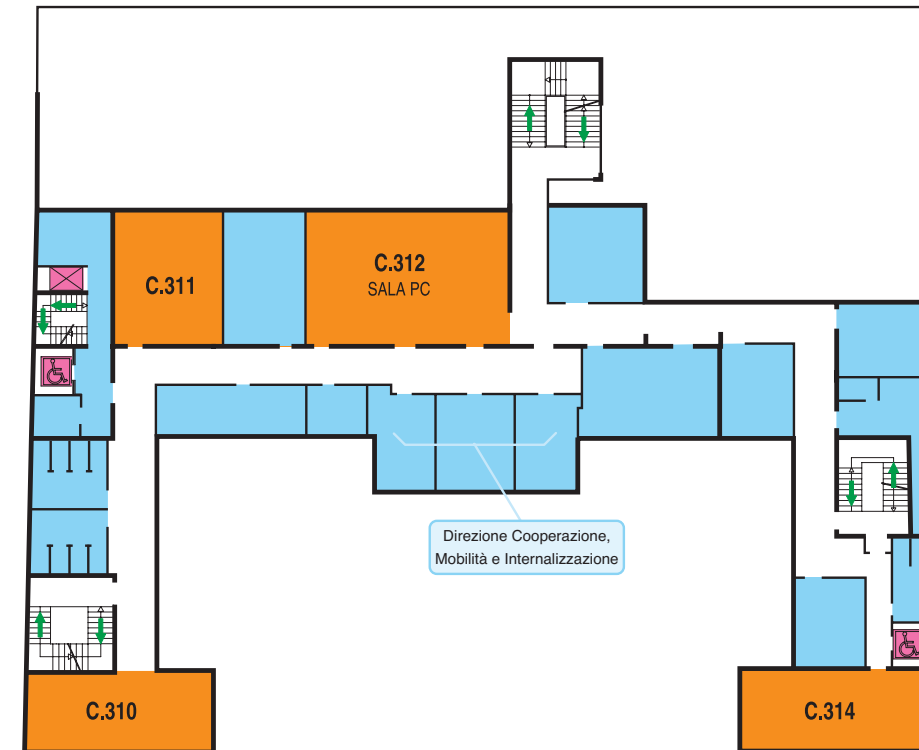 C.311
C.312
SALA PC
Direzione Cooperazione,
Mobilità e Internalizzazione
C.310
C.314